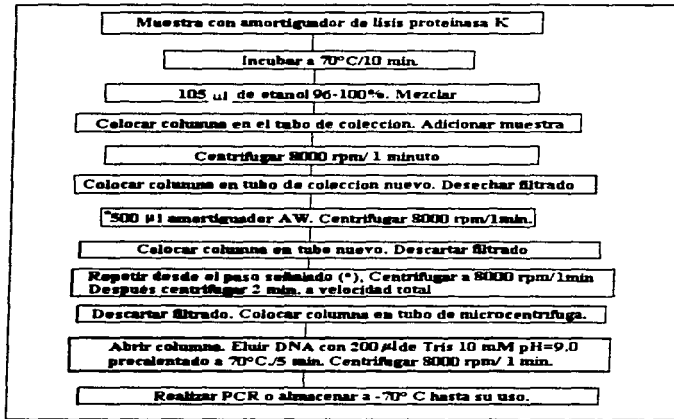 Muestra con amortiguador de lisis proteinasa K
Incubar a 70°C/10 min.
105 µl de etanol 96-100%. Mezclar
Colocar columna en el tubo de coleccion. Adicionar muestra
Centrifugar 8000 rpm/ 1 minuto
Colocar columna en tubo de coleccion nuevo. Desechar filtrado
*500 µl amortiguador AW. Centrifugar 8000 rpm/1min.
Colocar columna en tubo nuevo. Descartar filtrado
Repetir desde el paso señalado (*), Centrifugar a 8000 rpm/1min
Después centrifugar 2 min. a velocidad total
Descartar filtrado. Colocar columna en tubo de microcentrifuga.
Abrir columna. Eluir DNA con 200 µl de Tris 10 mM pH=9.0
precalentado a 70°C./5 min. Centrifugar 8000 rpm/ 1 min.
Realizar PCR o almacenar a -70° C hasta su uso.